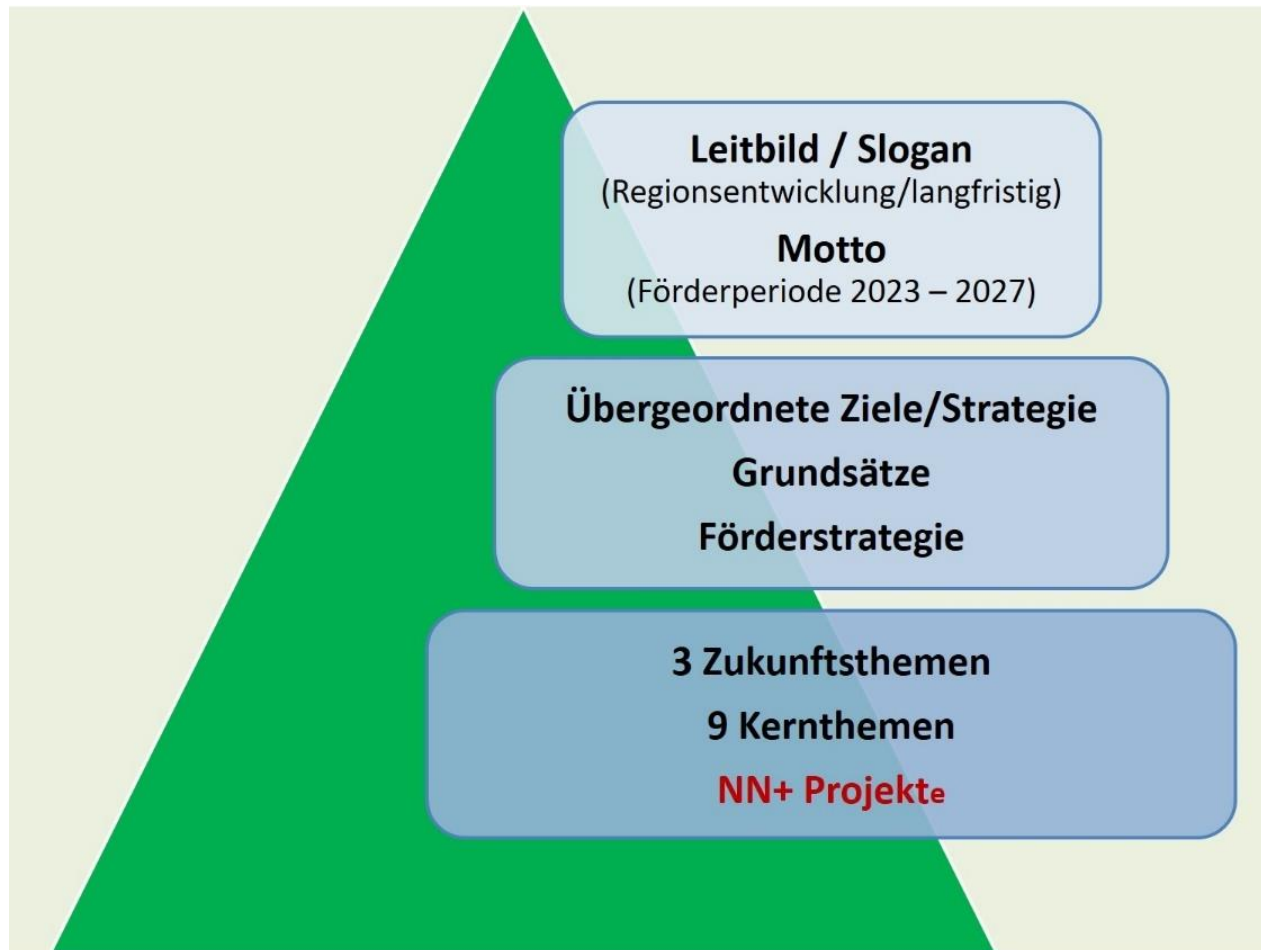 Leitbild / Slogan
(Regionsentwicklung/langfristig)
Motto
(Förderperiode 2023 – 2027)
Übergeordnete Ziele/Strategie
Grundsätze
Förderstrategie
3 Zukunftsthemen
9 Kernthemen
NN+ Projekte